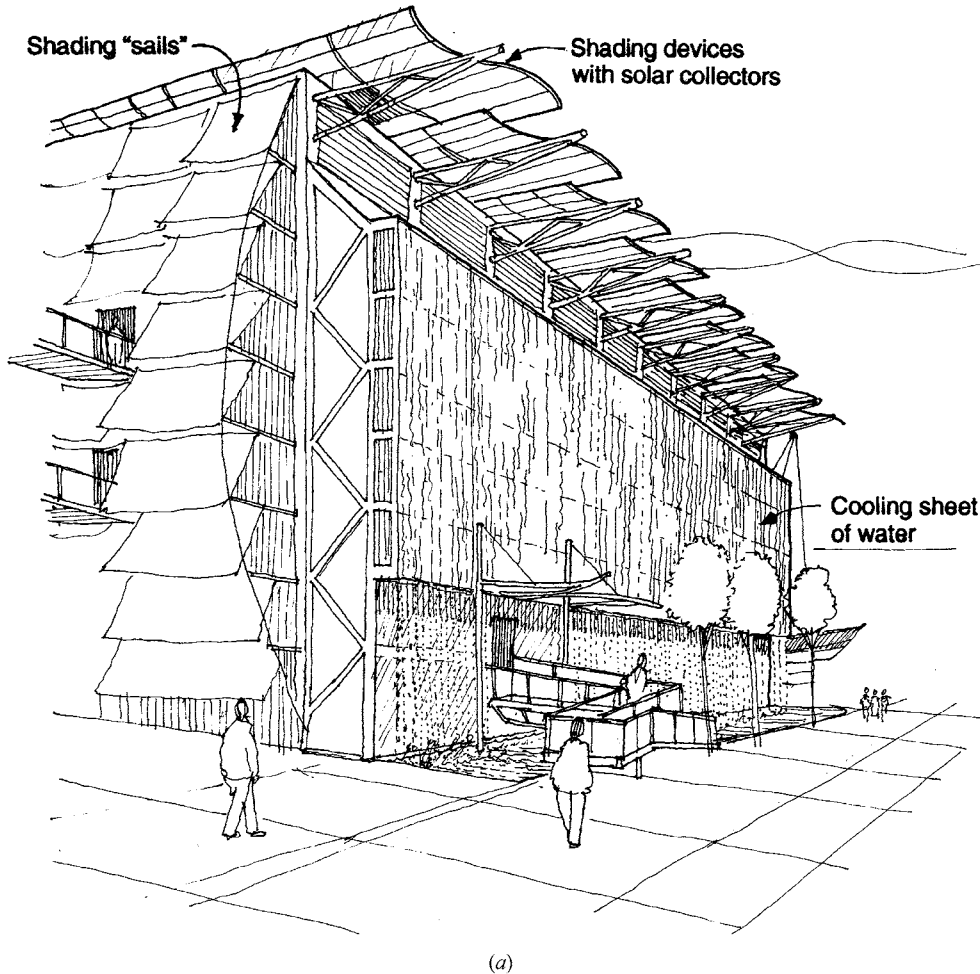 Shading "sails"
Shading devices
with solar collectors
Cooling sheet
of water
(a)